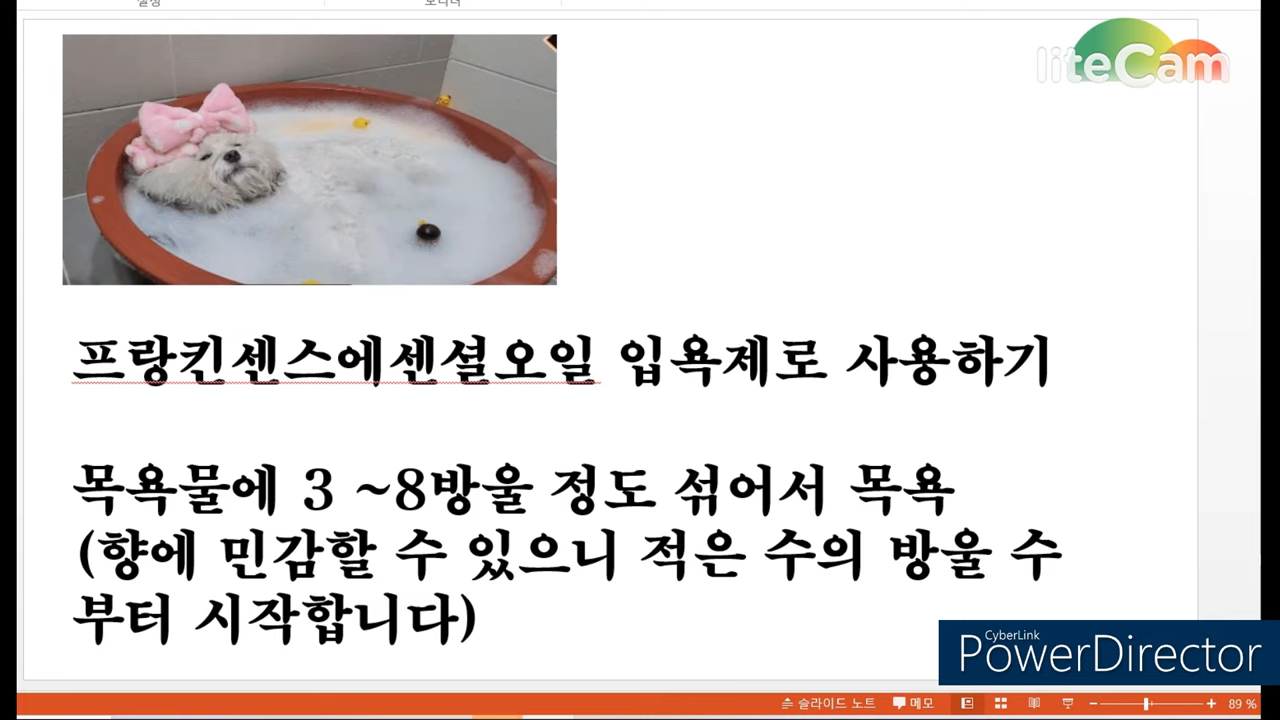 liteCam
프랑킨센스에센셜오일 입욕제로 사용하기
목욕물에 3 ~8방울 정도 섞어서 목욕
(향에 민감할 수 있으니 적은 수의 방울 수
부터 시작합니다)
CyberLink
PowerDirector
슬라이드 노트 메모 89 %